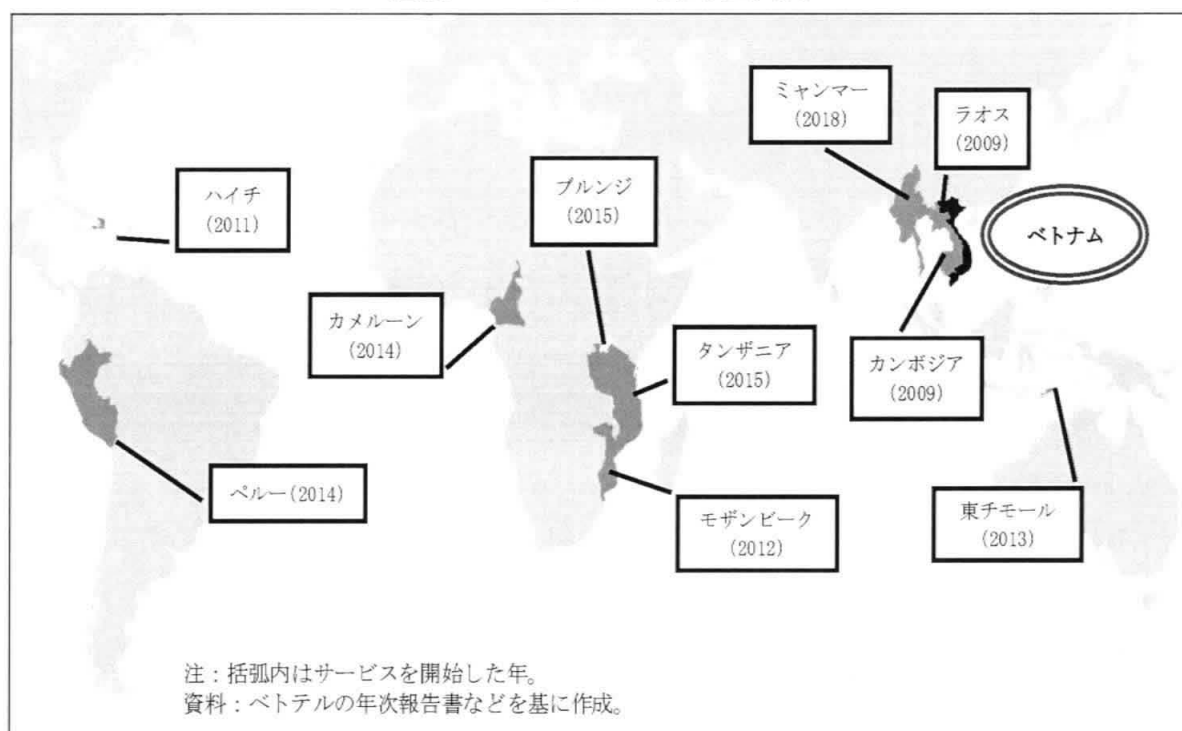 ミャンマー
(2018)
ラオス
(2009)
ハイチ
(2011)
ブルンジ
(2015)
ベトナム
カメルーン
(2014)
タンザニア
(2015)
カンボジア
(2009)
ペルー(2014)
モザンビーク
(2012)
東チモール
(2013)
注：括弧内はサービスを開始した年。
資料：ベトテルの年次報告書などを基に作成。